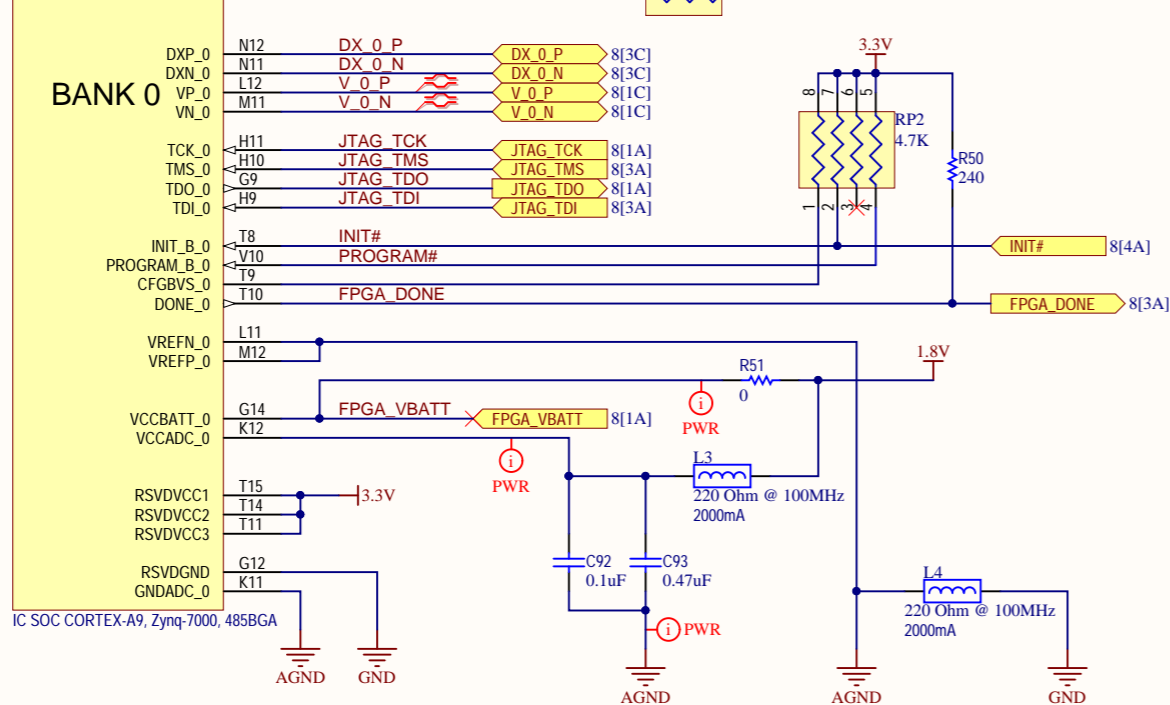 BANK 0
DXP_0 N12 DX_0_P DX_0_P 8[3C]
DXN_0 N11 DX_0_N DX_0_N 8[3C]
VP_0 L12 V_0_P V_0_P 8[1C]
VN_0 M11 V_0_N V_0_N 8[1C]
TCK_0 H11 JTAG_TCK JTAG_TCK 8[1A]
TMS_0 H10 JTAG_TMS JTAG_TMS 8[3A]
TDO_0 G9 JTAG_TDO JTAG_TDO 8[1A]
TDI_0 H9 JTAG_TDI JTAG_TDI 8[3A]
3.3V
8 7 6 5
RP2
4.7K
1 2 3 4
R50
240
INIT_B_0 T8 INIT# INIT# 8[4A]
PROGRAM_B_0 V10 PROGRAM#
CFGBVS_0 T9
DONE_0 T10 FPGA_DONE FPGA_DONE 8[3A]
VREFN_0 L11
VREFP_0 M12
1.8V
R51
0
i
PWR
VCCBATT_0 G14 FPGA_VBATT FPGA_VBATT 8[1A]
VCCADC_0 K12
i
PWR
L3
220 Ohm @ 100MHz
2000mA
RSVDVCC1 T15 3.3V
RSVDVCC2 T14
RSVDVCC3 T11
C92
0.1uF
C93
0.47uF
RSVDGND G12
GNDADC_0 K11
L4
220 Ohm @ 100MHz
2000mA
IC SOC CORTEX-A9, Zynq-7000, 485BGA
i PWR
AGND GND AGND AGND GND